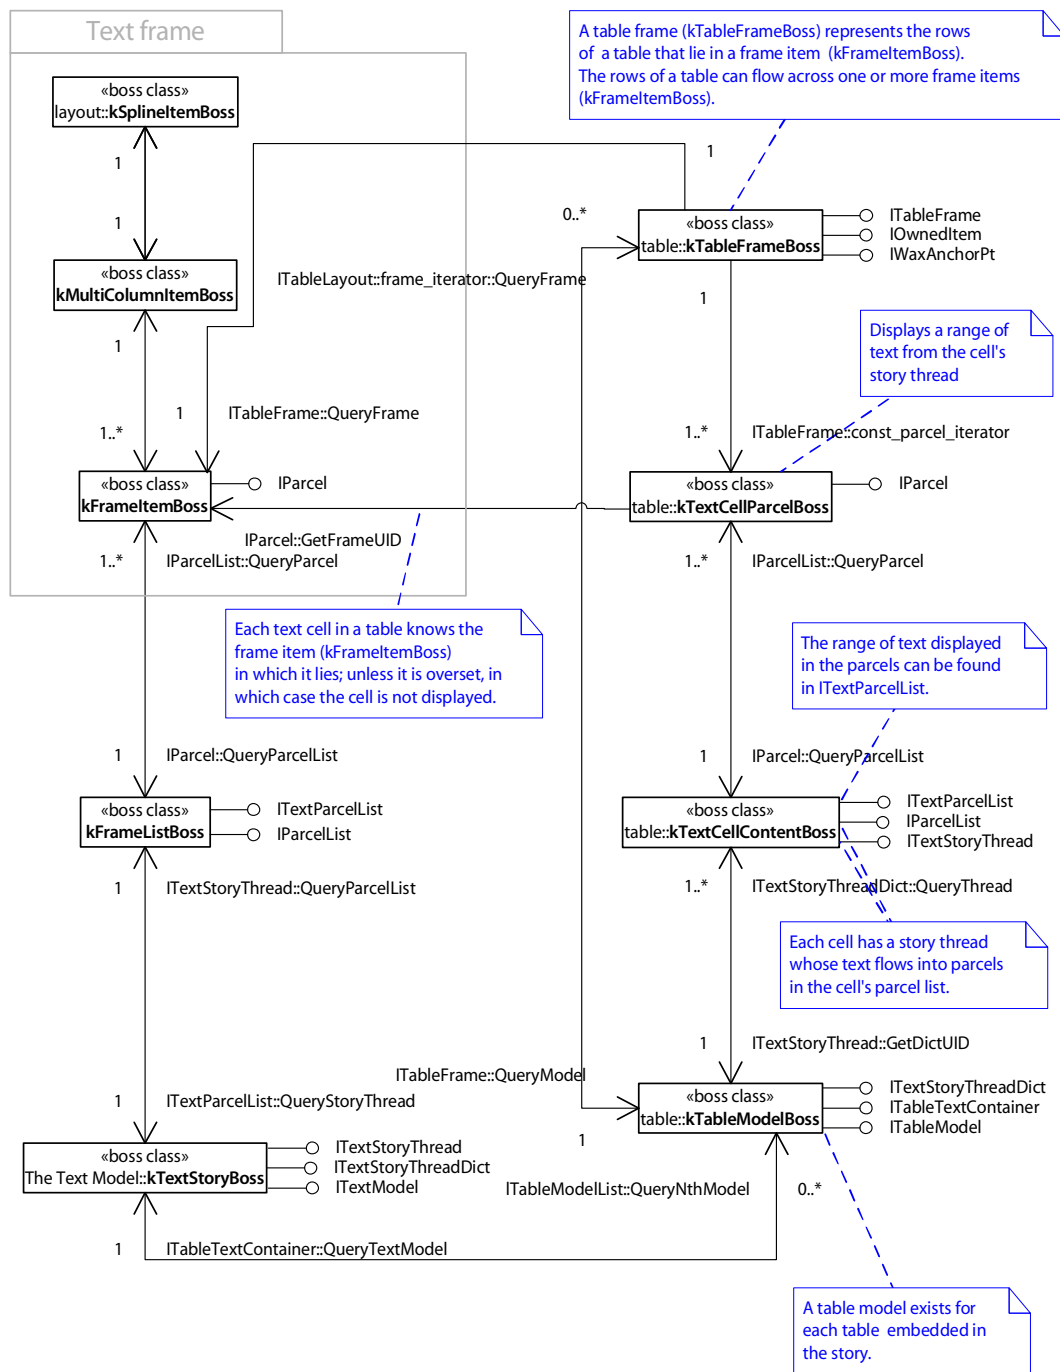 Text frame
A table frame (kTableFrameBoss) represents the rows
of a table that lie in a frame item (kFrameItemBoss).
The rows of a table can flow across one or more frame items
(kFrameItemBoss).
«boss class»
layout::kSplineItemBoss
1
1
1
0..*
«boss class»
table::kTableFrameBoss
ITableFrame
IOwnedItem
IWaxAnchorPt
«boss class»
kMultiColumnItemBoss
ITableLayout::frame_iterator::QueryFrame
1
1
Displays a range of
text from the cell's
story thread
1
ITableFrame::QueryFrame
1..*
1..*
ITableFrame::const_parcel_iterator
«boss class»
kFrameItemBoss
IParcel
«boss class»
table::kTextCellParcelBoss
IParcel
IParcel::GetFrameUID
1..*
IParcelList::QueryParcel
1..*
IParcelList::QueryParcel
Each text cell in a table knows the
frame item (kFrameItemBoss)
in which it lies; unless it is overset, in
which case the cell is not displayed.
The range of text displayed
in the parcels can be found
in ITextParcelList.
1
IParcel::QueryParcelList
1
IParcel::QueryParcelList
«boss class»
kFrameListBoss
ITextParcelList
IParcelList
«boss class»
table::kTextCellContentBoss
ITextParcelList
IParcelList
ITextStoryThread
1
ITextStoryThread::QueryParcelList
1..*
ITextStoryThreadDict::QueryThread
Each cell has a story thread
whose text flows into parcels
in the cell's parcel list.
1
ITextStoryThread::GetDictUID
ITableFrame::QueryModel
1
ITextParcelList::QueryStoryThread
«boss class»
table::kTableModelBoss
ITextStoryThreadDict
ITableTextContainer
ITableModel
1
«boss class»
The Text Model::kTextStoryBoss
ITextStoryThread
ITextStoryThreadDict
ITextModel
ITableModelList::QueryNthModel
0..*
1
ITableTextContainer::QueryTextModel
A table model exists for
each table embedded in
the story.